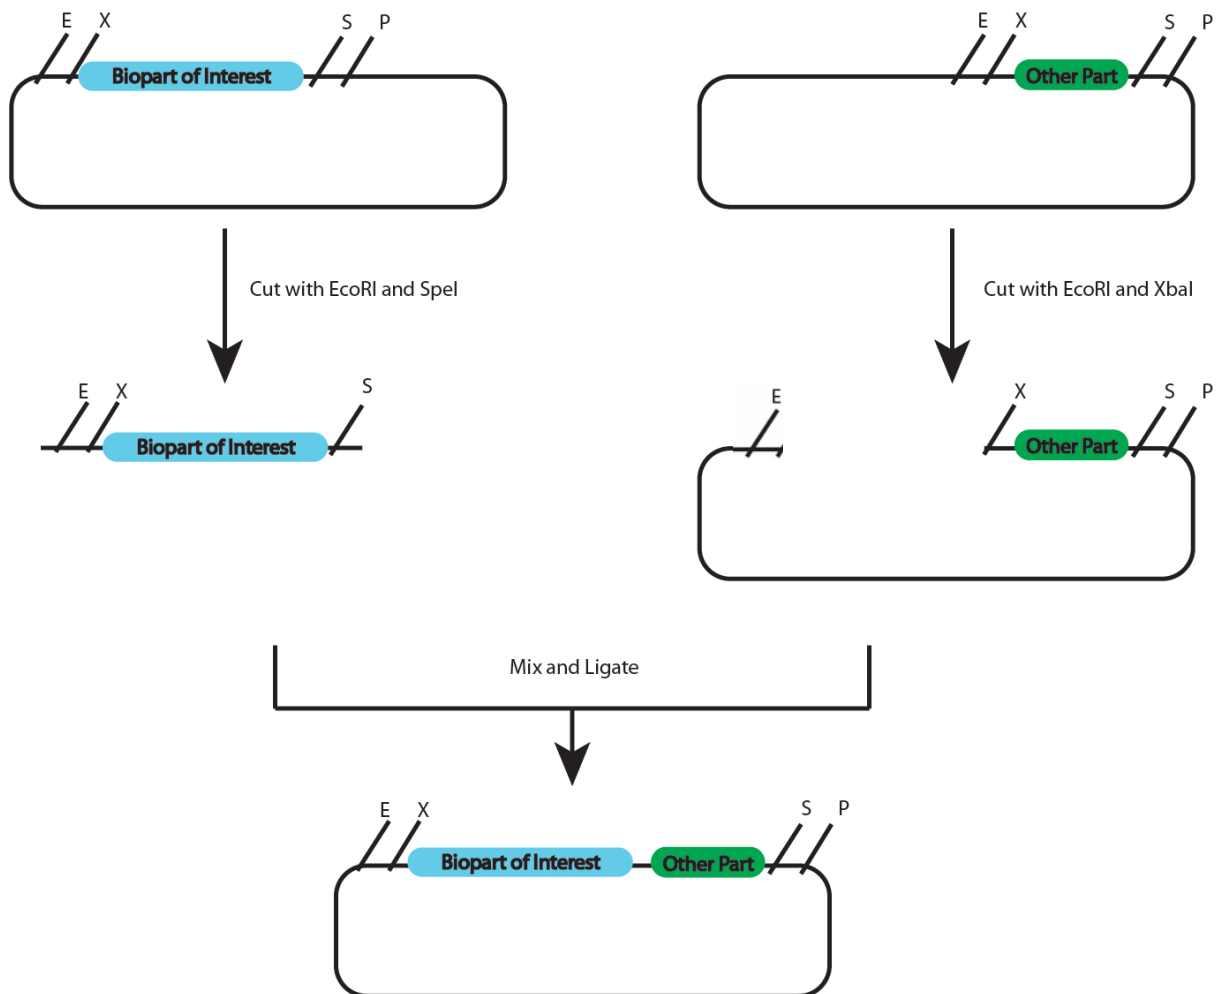 E X S P
Biopart of Interest
E X S P
Other Part
Cut with EcoRI and SpeI
Cut with EcoRI and XbaI
E X S
Biopart of Interest
E X S P
Other Part
Mix and Ligate
E X S P
Biopart of Interest Other Part